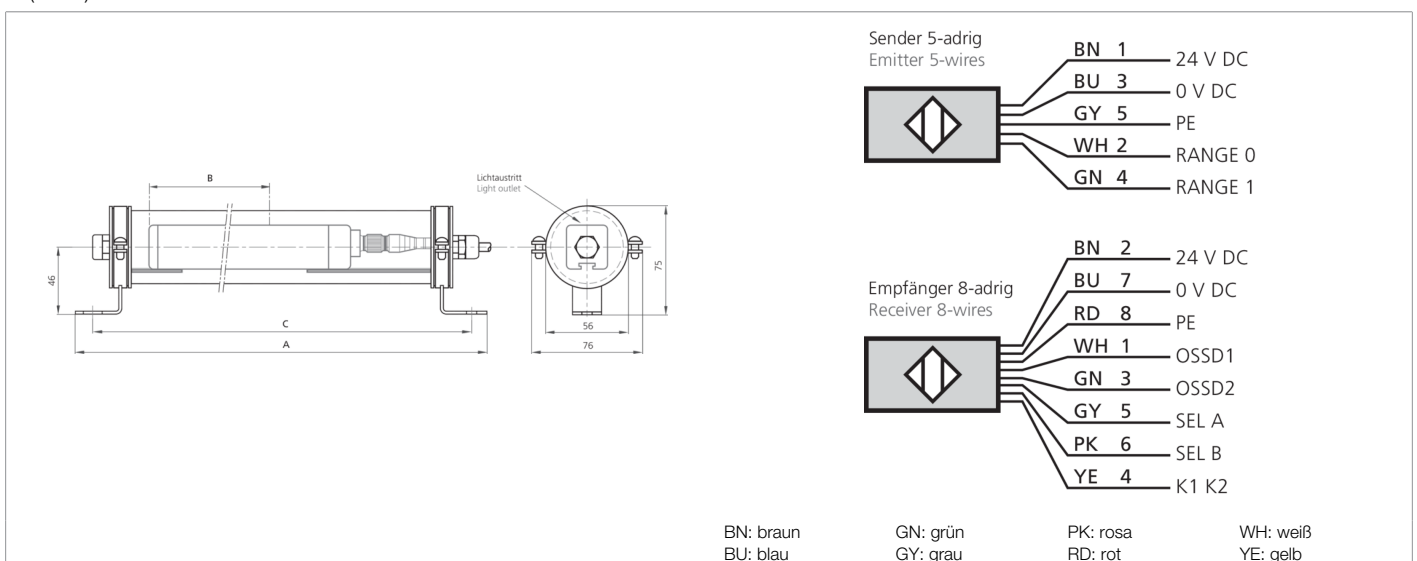 B
Lichtaustritt
Light outlet
46
C
A
75
56
76
Sender 5-adrig
Emitter 5-wires
BN 1 24 V DC
BU 3 0 V DC
GY 5 PE
WH 2 RANGE 0
GN 4 RANGE 1
Empfänger 8-adrig
Receiver 8-wires
BN 2 24 V DC
BU 7 0 V DC
RD 8 PE
WH 1 OSSD1
GN 3 OSSD2
GY 5 SEL A
PK 6 SEL B
YE 4 K1 K2
BN: braun GN: grün PK: rosa WH: weiß
BU: blau GY: grau RD: rot YE: gelb